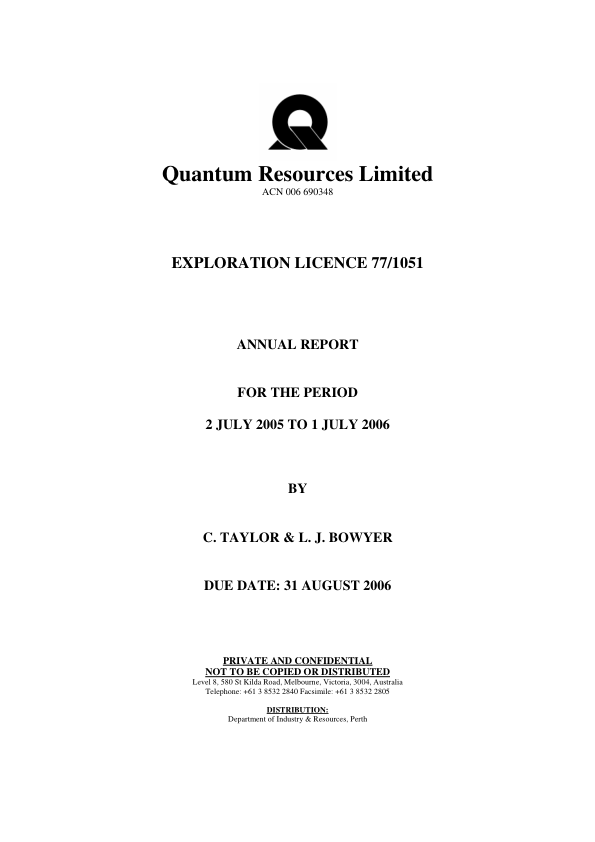 Quantum Resources Limited
ACN 006 690348
EXPLORATION LICENCE 77/1051
ANNUAL REPORT
FOR THE PERIOD
2 JULY 2005 TO 1 JULY 2006
BY
C. TAYLOR & L. J. BOWYER
DUE DATE: 31 AUGUST 2006
PRIVATE AND CONFIDENTIAL
NOT TO BE COPIED OR DISTRIBUTED
Level 8, 580 St Kilda Road, Melbourne, Victoria, 3004, Australia
Telephone: +61 3 8532 2840 Facsimile: +61 3 8532 2805
DISTRIBUTION:
Department of Industry & Resources, Perth